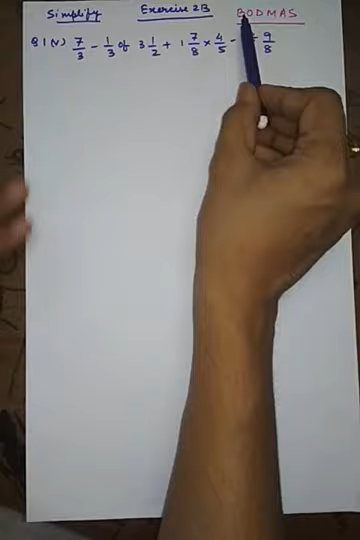 Simplify Exercise 2B BODMAS
Q1(v) 7/3 - 1/3 of 3 1/2 + 1 7/8 × 4/5 - 9/8